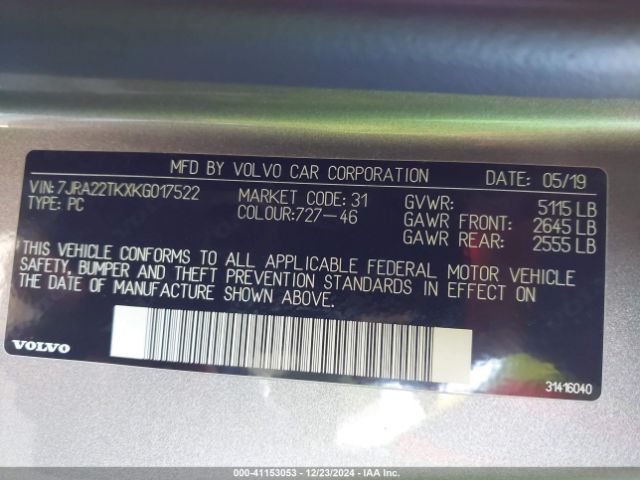 MFD BY VOLVO CAR CORPORATION DATE: 05/19
VIN: 7JRA22TKXKG017522 MARKET CODE: 31 GVWR: 5115 LB
TYPE: PC COLOUR:727-46 GAWR FRONT: 2645 LB
GAWR REAR: 2555 LB
THIS VEHICLE CONFORMS TO ALL APPLICABLE FEDERAL MOTOR VEHICLE
SAFETY, BUMPER AND THEFT PREVENTION STANDARDS IN EFFECT ON
THE DATE OF MANUFACTURE SHOWN ABOVE.
VOLVO 31416040
000-41153053 - 12/23/2024 - IAA Inc.